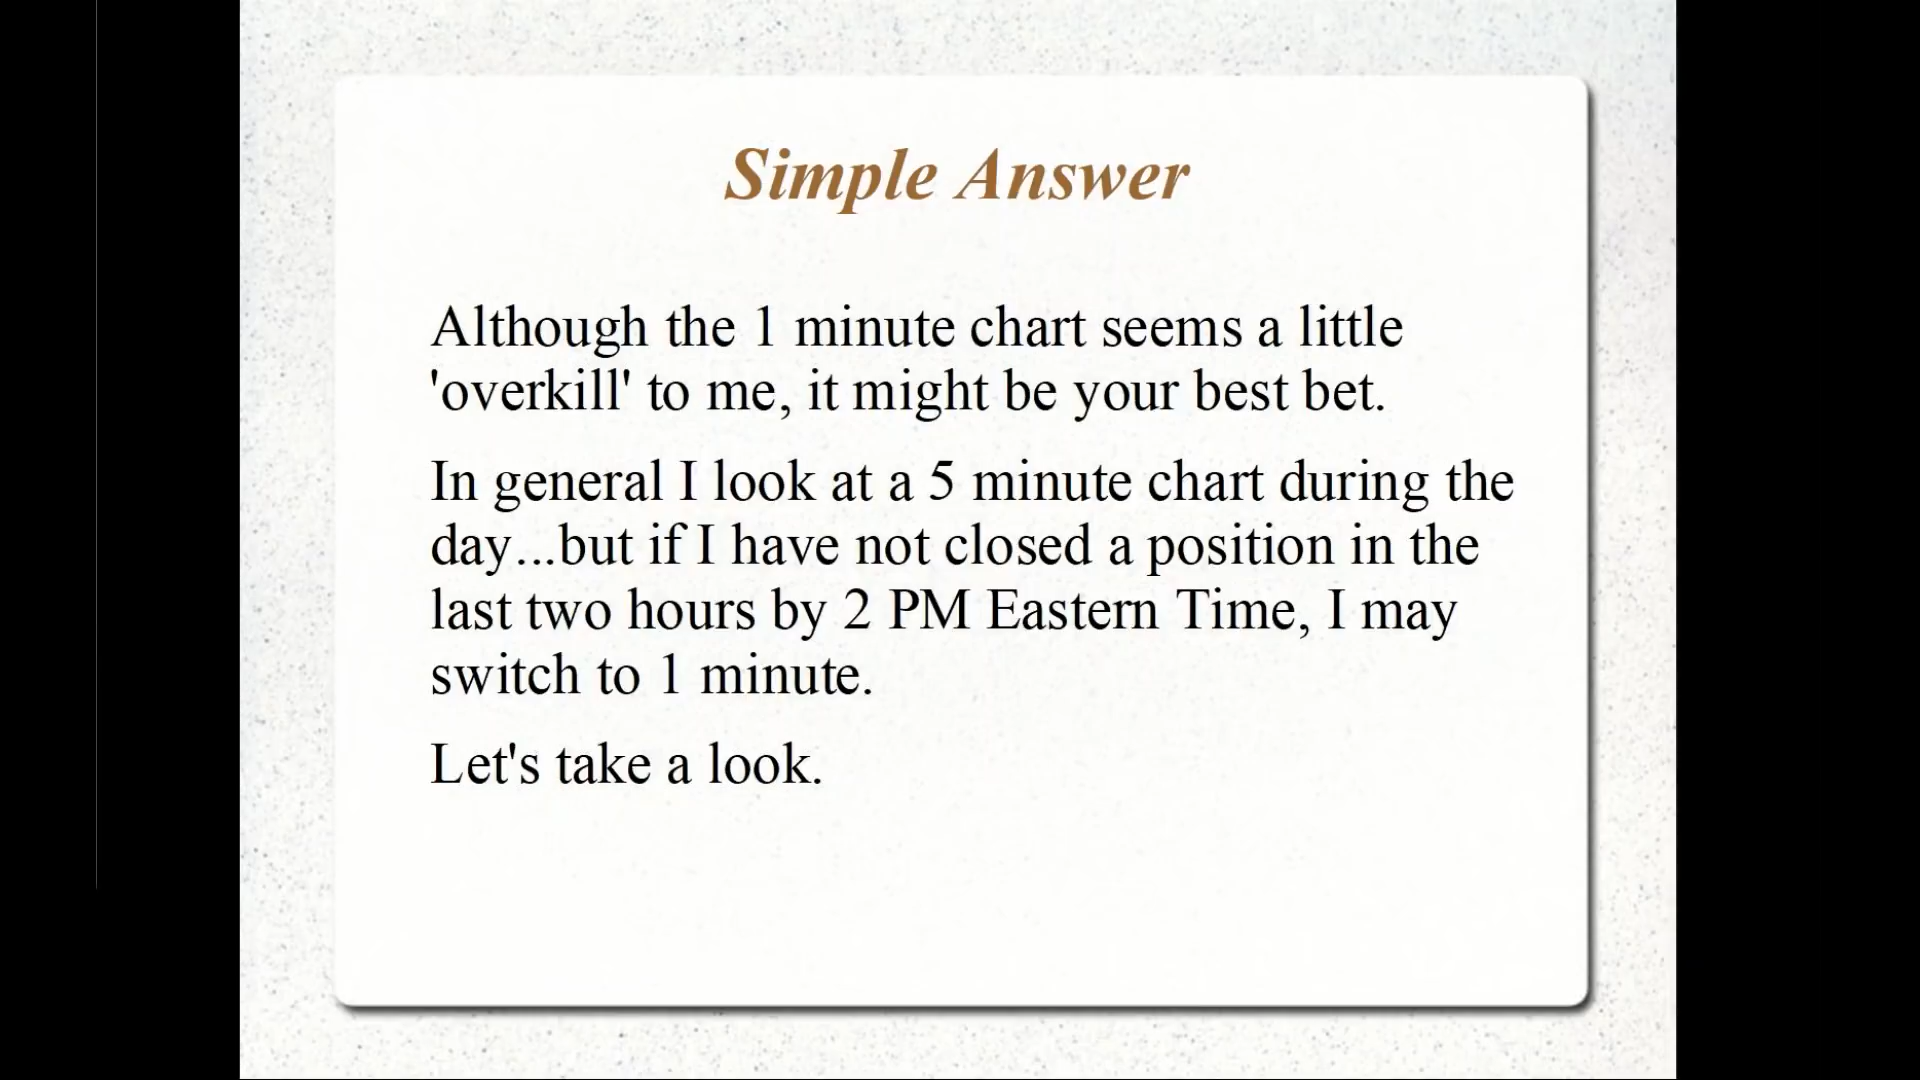 Simple Answer
Although the 1 minute chart seems a little
'overkill' to me, it might be your best bet.
In general I look at a 5 minute chart during the
day...but if I have not closed a position in the
last two hours by 2 PM Eastern Time, I may
switch to 1 minute.
Let's take a look.